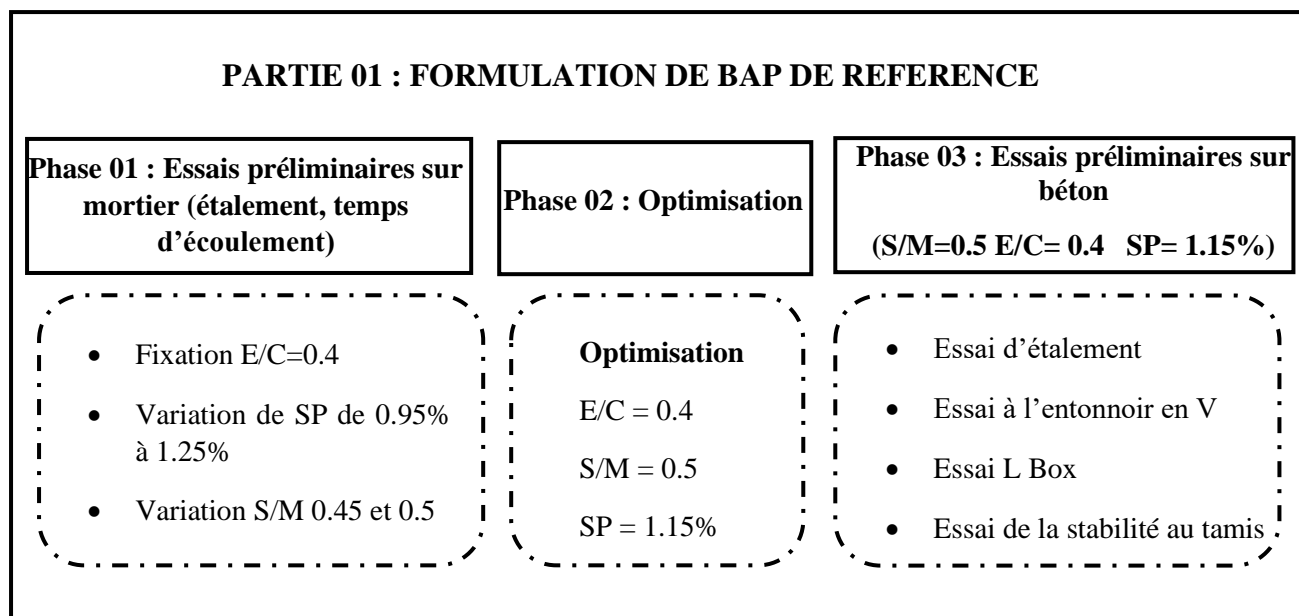 PARTIE 01 : FORMULATION DE BAP DE REFERENCE
Phase 01 : Essais préliminaires sur
mortier (étalement, temps
d'écoulement)
• Fixation E/C=0.4
• Variation de SP de 0.95%
à 1.25%
• Variation S/M 0.45 et 0.5
Phase 02 : Optimisation
Optimisation
E/C = 0.4
S/M = 0.5
SP = 1.15%
Phase 03 : Essais préliminaires sur
béton
(S/M=0.5 E/C= 0.4 SP= 1.15%)
• Essai d'étalement
• Essai à l'entonnoir en V
• Essai L Box
• Essai de la stabilité au tamis